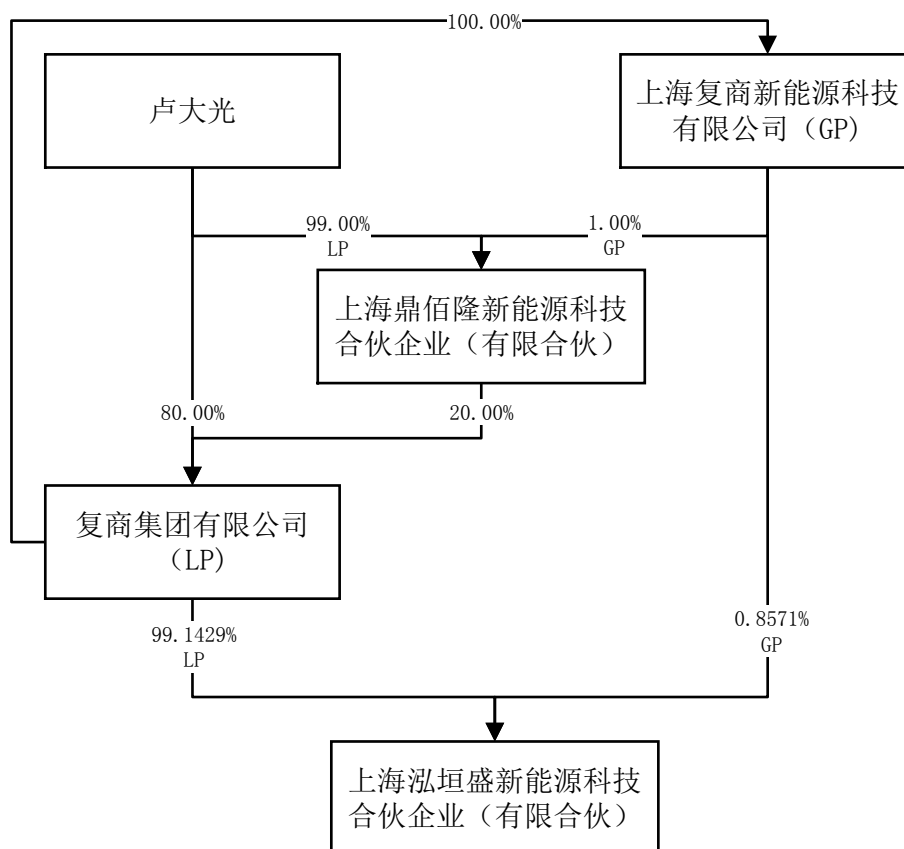 100.00%
卢大光
上海复商新能源科技
有限公司（GP)
99.00%
LP
1.00%
GP
上海鼎佰隆新能源科技
合伙企业（有限合伙）
80.00%
20.00%
复商集团有限公司
（LP)
99.1429%
LP
0.8571%
GP
上海泓垣盛新能源科技
合伙企业（有限合伙）